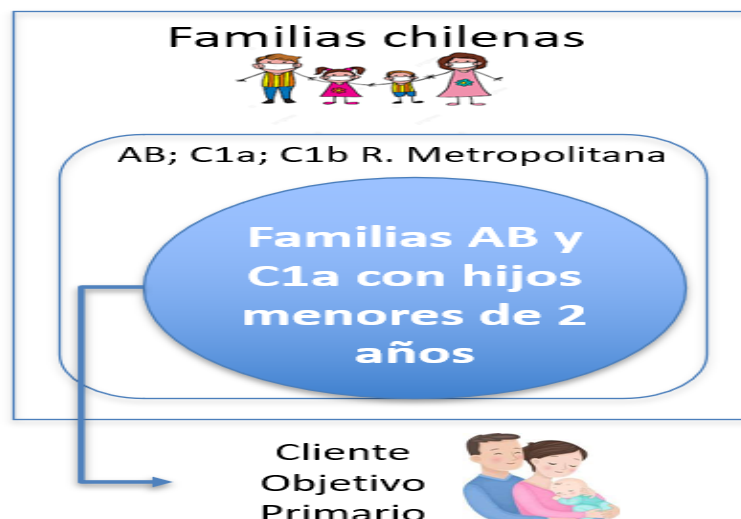 Familias chilenas
AB; C1a; C1b R. Metropolitana
Familias AB y
C1a con hijos
menores de 2
años
Cliente
Objetivo
Primario